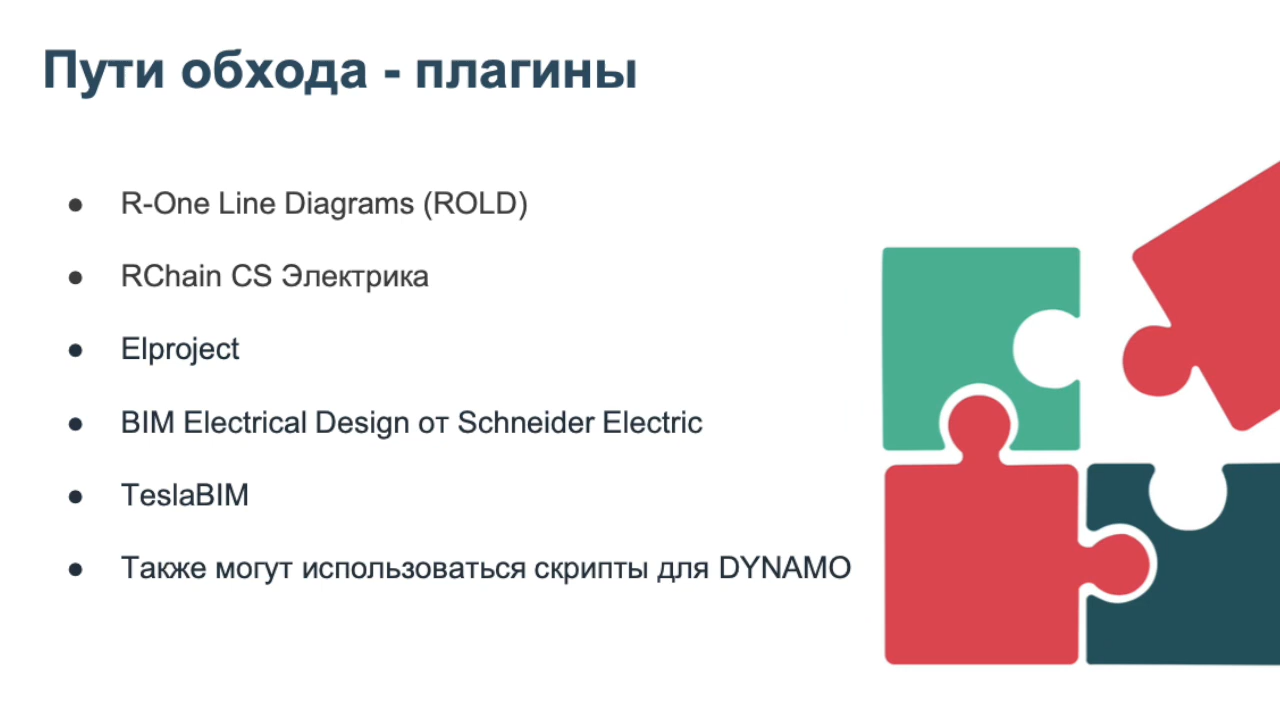 Пути обхода - плагины
● R-One Line Diagrams (ROLD)
● RChain CS Электрика
● Elproject
● BIM Electrical Design от Schneider Electric
● TeslaBIM
● Также могут использоваться скрипты для DYNAMO